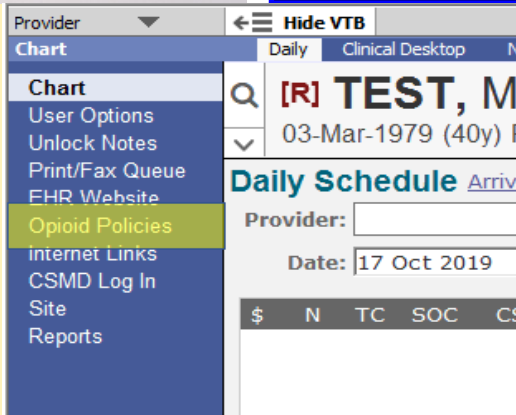 Provider
Hide VTB
Chart
Daily Clinical Desktop
Chart
User Options
Unlock Notes
Print/Fax Queue
EHR Website
Opioid Policies
Internet Links
CSMD Log In
Site
Reports
[R] TEST, M
03-Mar-1979 (40y)
Daily Schedule Arriv
Provider:
Date: 17 Oct 2019
$ N TC SOC CS